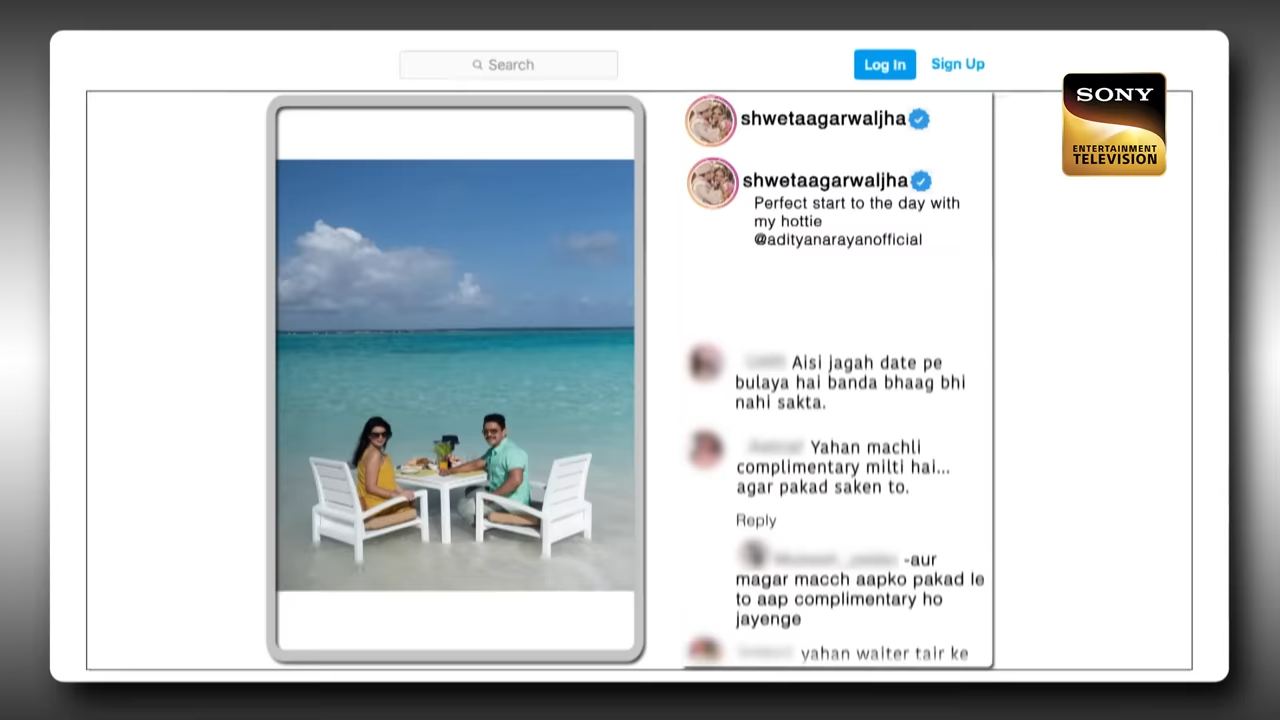 Search
Log In
Sign Up
SONY
ENTERTAINMENT
TELEVISION
shwetaagarwaljha
shwetaagarwaljha
Perfect start to the day with
my hottie
@adityanarayanofficial
Aisi jagah date pe
bulaya hai banda bhaag bhi
nahi sakta.
Yahan machli
complimentary milti hai...
agar pakad saken to.
Reply
-aur
magar macch aapko pakad le
to aap complimentary ho
jayenge
yahan waiter tair ke